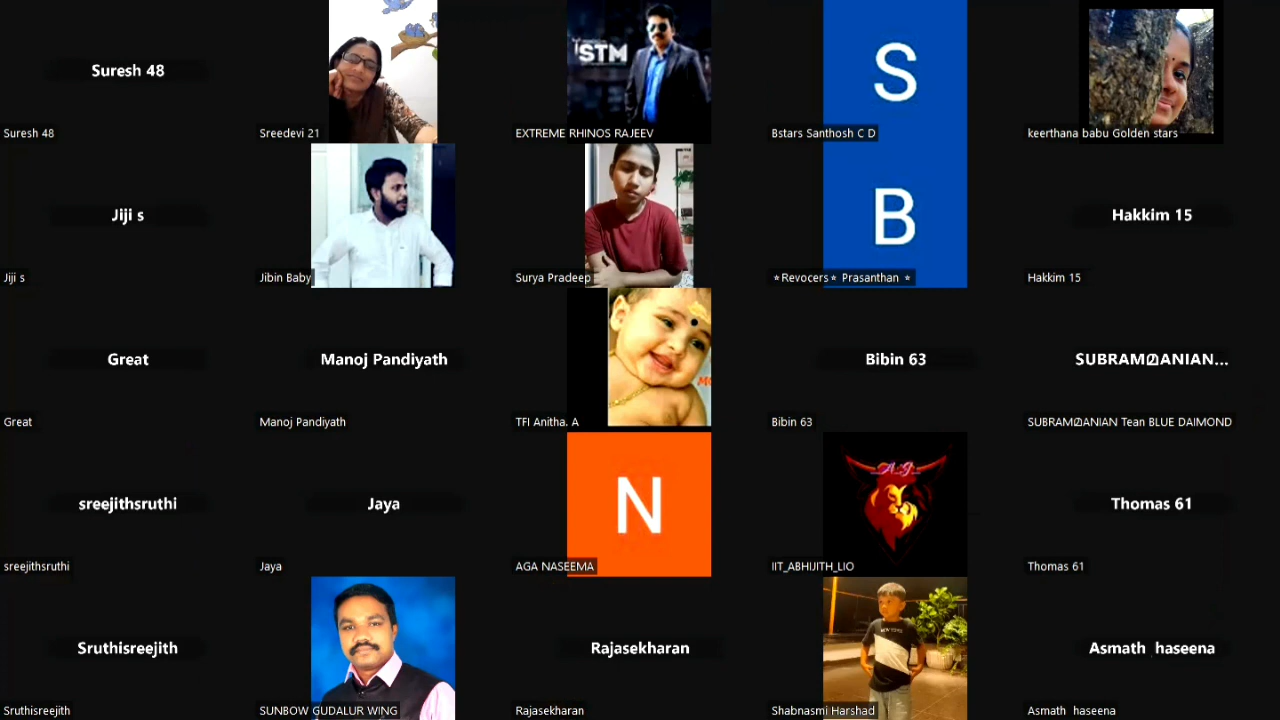 Suresh 48
Suresh 48
Sreedevi 21
STM
EXTREME RHINOS RAJEEV
S
Bstars Santhosh C D
keerthana babu Golden stars
Jiji s
Jiji s
Jibin Baby
Surya Pradeep
B
⭐Revocers⭐ Prasanthan ⭐
Hakkim 15
Hakkim 15
Great
Great
Manoj Pandiyath
Manoj Pandiyath
TFI Anitha. A
Bibin 63
Bibin 63
SUBRAMᘯANIAN...
SUBRAMᘯANIAN Tean BLUE DAIMOND
sreejithsruthi
sreejithsruthi
Jaya
Jaya
N
AGA NASEEMA
A.G
IIT_ABHIJITH_LIO
Thomas 61
Thomas 61
Sruthisreejith
Sruthisreejith
SUNBOW GUDALUR WING
Rajasekharan
Rajasekharan
Shabnasmi Harshad
Asmath haseena
Asmath haseena